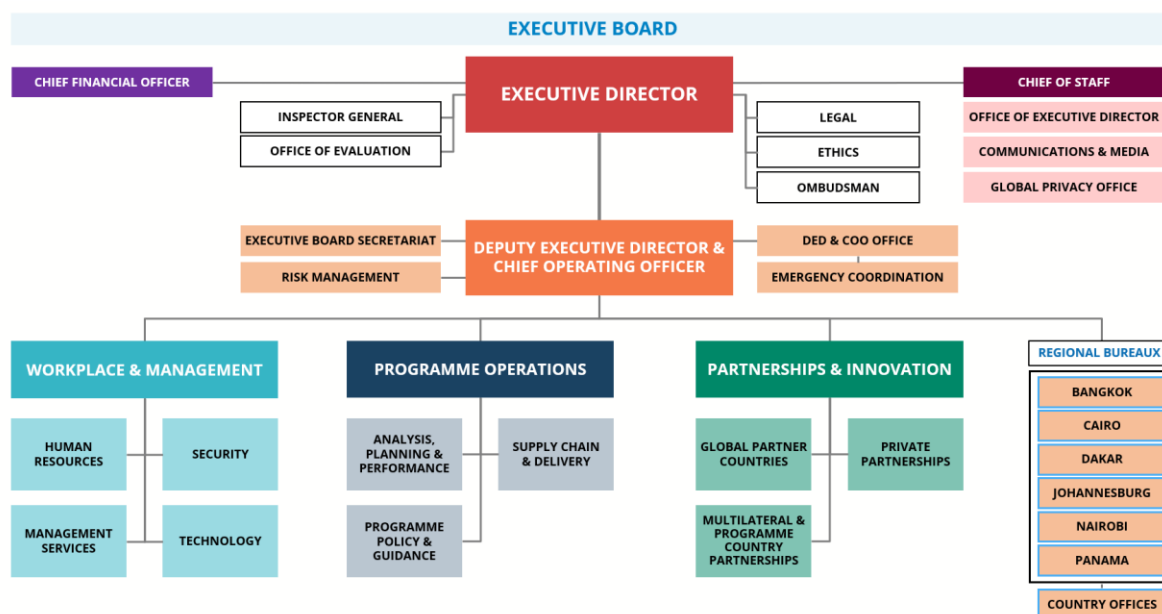 EXECUTIVE BOARD
CHIEF FINANCIAL OFFICER
EXECUTIVE DIRECTOR
CHIEF OF STAFF
INSPECTOR GENERAL
OFFICE OF EVALUATION
LEGAL
ETHICS
OMBUDSMAN
OFFICE OF EXECUTIVE DIRECTOR
COMMUNICATIONS & MEDIA
GLOBAL PRIVACY OFFICE
EXECUTIVE BOARD SECRETARIAT
RISK MANAGEMENT
DEPUTY EXECUTIVE DIRECTOR &
CHIEF OPERATING OFFICER
DED & COO OFFICE
EMERGENCY COORDINATION
WORKPLACE & MANAGEMENT
HUMAN
RESOURCES
SECURITY
MANAGEMENT
SERVICES
TECHNOLOGY
PROGRAMME OPERATIONS
ANALYSIS,
PLANNING &
PERFORMANCE
SUPPLY CHAIN
& DELIVERY
PROGRAMME
POLICY &
GUIDANCE
PARTNERSHIPS & INNOVATION
GLOBAL PARTNER
COUNTRIES
PRIVATE
PARTNERSHIPS
MULTILATERAL &
PROGRAMME
COUNTRY
PARTNERSHIPS
REGIONAL BUREAUX
BANGKOK
CAIRO
DAKAR
JOHANNESBURG
NAIROBI
PANAMA
COUNTRY OFFICES